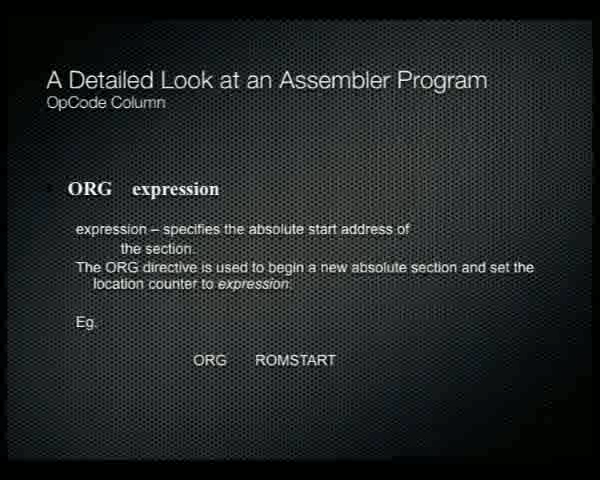 A Detailed Look at an Assembler Program
OpCode Column
ORG expression
expression – specifies the absolute start address of
the section.
The ORG directive is used to begin a new absolute section and set the
location counter to expression.
Eg.
ORG ROMSTART